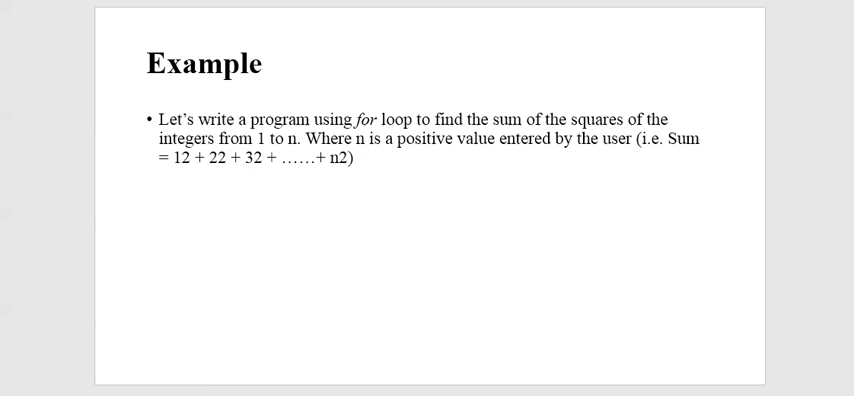 Example
• Let’s write a program using for loop to find the sum of the squares of the
integers from 1 to n. Where n is a positive value entered by the user (i.e. Sum
= 12 + 22 + 32 + ……+ n2)